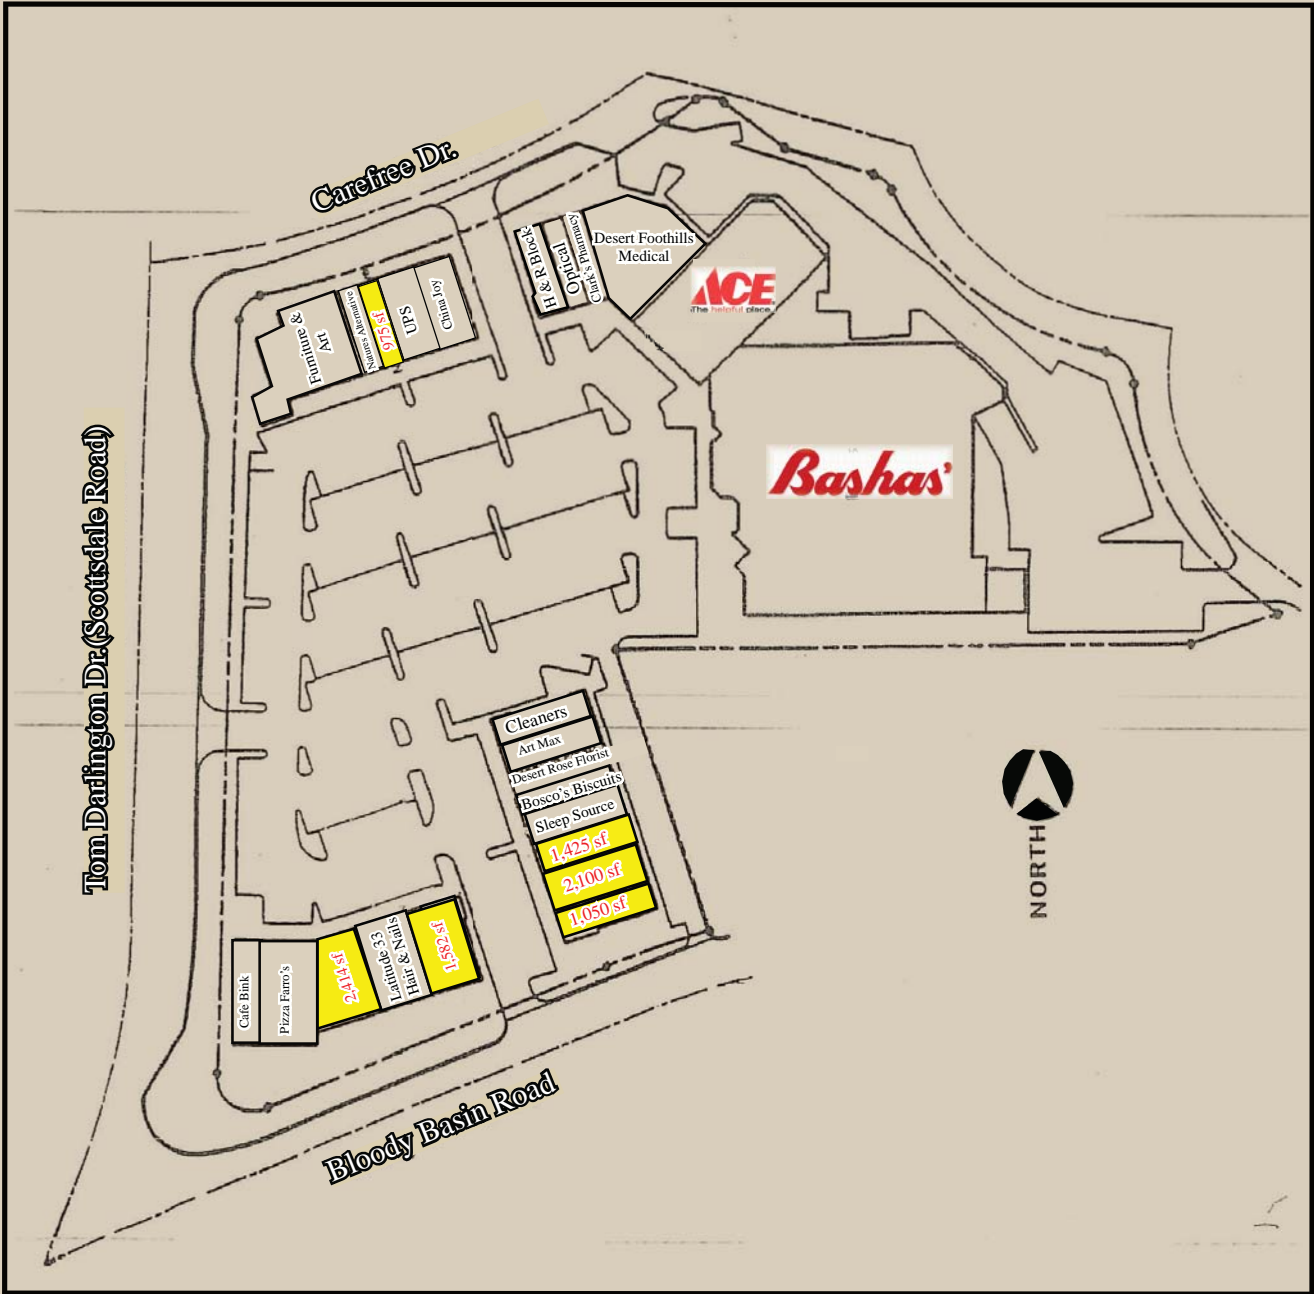 Carefree Dr.
H & R Block
Optical
Clark's Pharmacy
Desert Foothills
Medical
ACE
The helpful place.
Furniture &
Art
Natures Alternative
975 sf
UPS
China Joy
Bashas'
Tom Darlington Dr.(Scottsdale Road)
Cleaners
Art Max
Desert Rose Florist
Bosco's Biscuits
Sleep Source
1,425 sf
2,100 sf
1,050 sf
NORTH
Cafe Bink
Pizza Farro's
2,414 sf
Latitude 33
Hair & Nails
1,582 sf
Bloody Basin Road